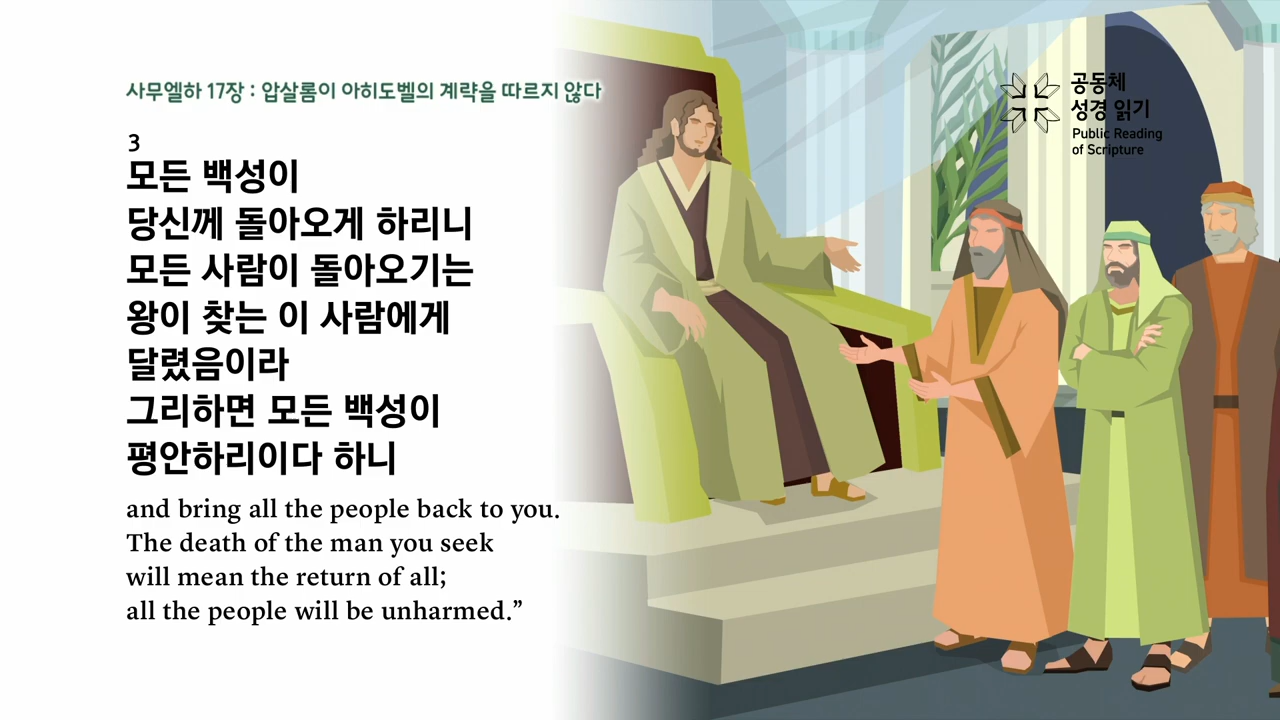 사무엘하 17장 : 압살롬이 아히도벨의 계략을 따르지 않다
공동체
성경 읽기
Public Reading
of Scripture
3
모든 백성이
당신께 돌아오게 하리니
모든 사람이 돌아오기는
왕이 찾는 이 사람에게
달렸음이라
그리하면 모든 백성이
평안하리이다 하니
and bring all the people back to you.
The death of the man you seek
will mean the return of all;
all the people will be unharmed.”